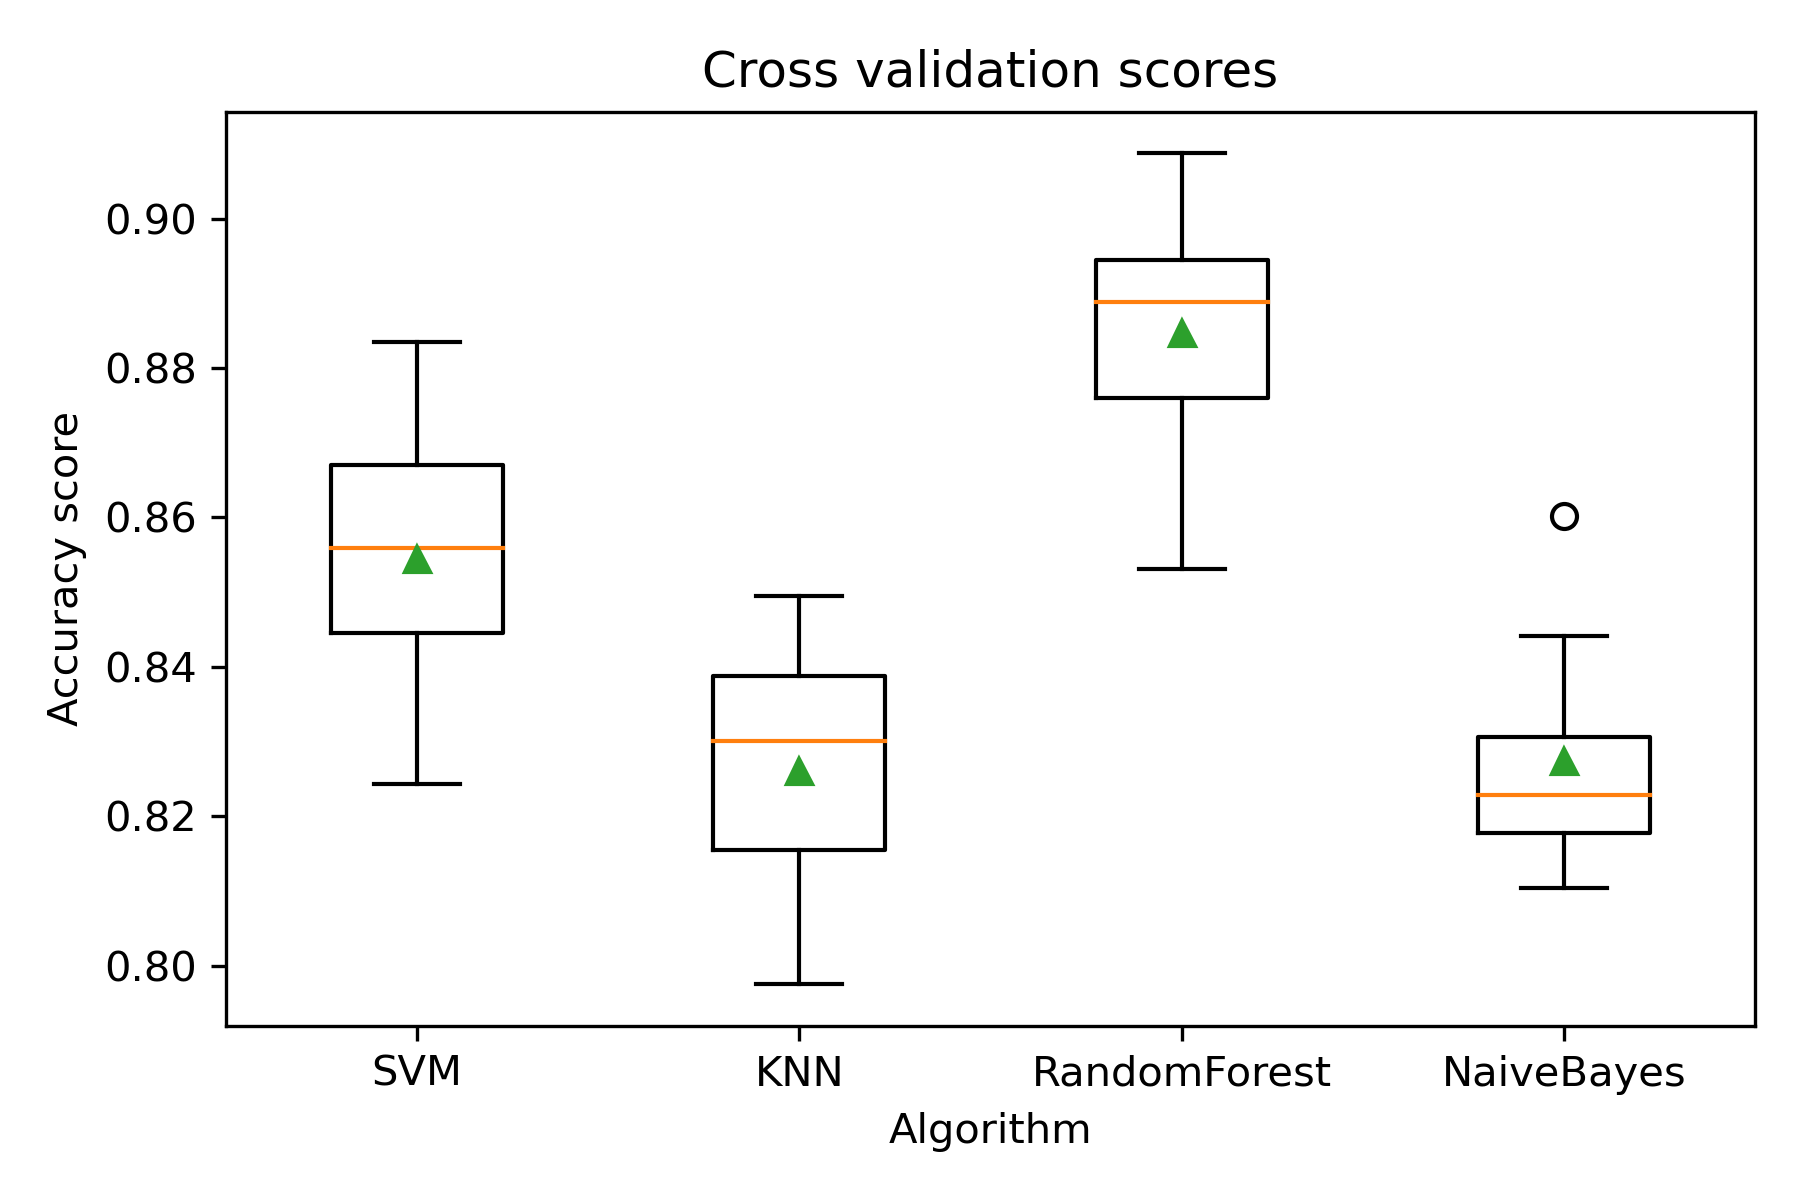 Cross validation scores
0.90
0.88
0.86
0.84
0.82
0.80
Accuracy score
SVM
KNN
RandomForest
NaiveBayes
Algorithm